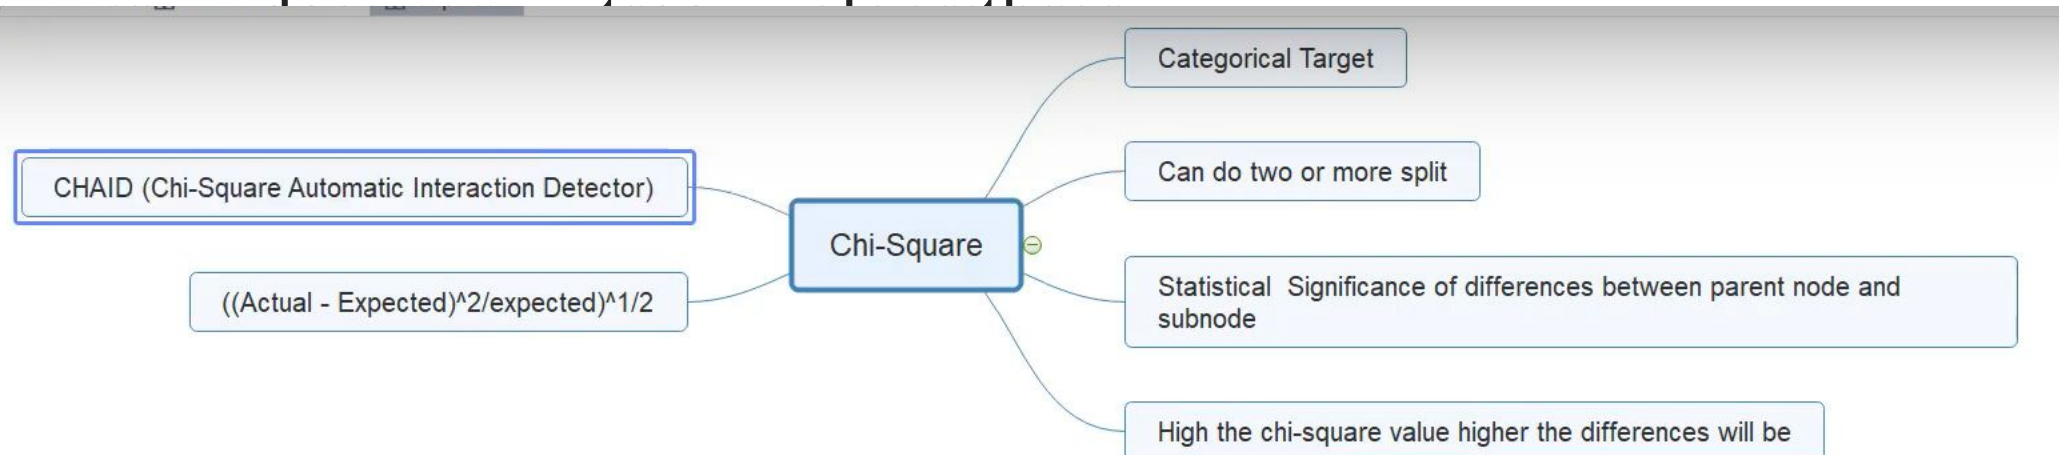 Categorical Target
CHAID (Chi-Square Automatic Interaction Detector)
Can do two or more split
Chi-Square
((Actual - Expected)^2/expected)^1/2
Statistical  Significance of differences between parent node and
subnode
High the chi-square value higher the differences will be